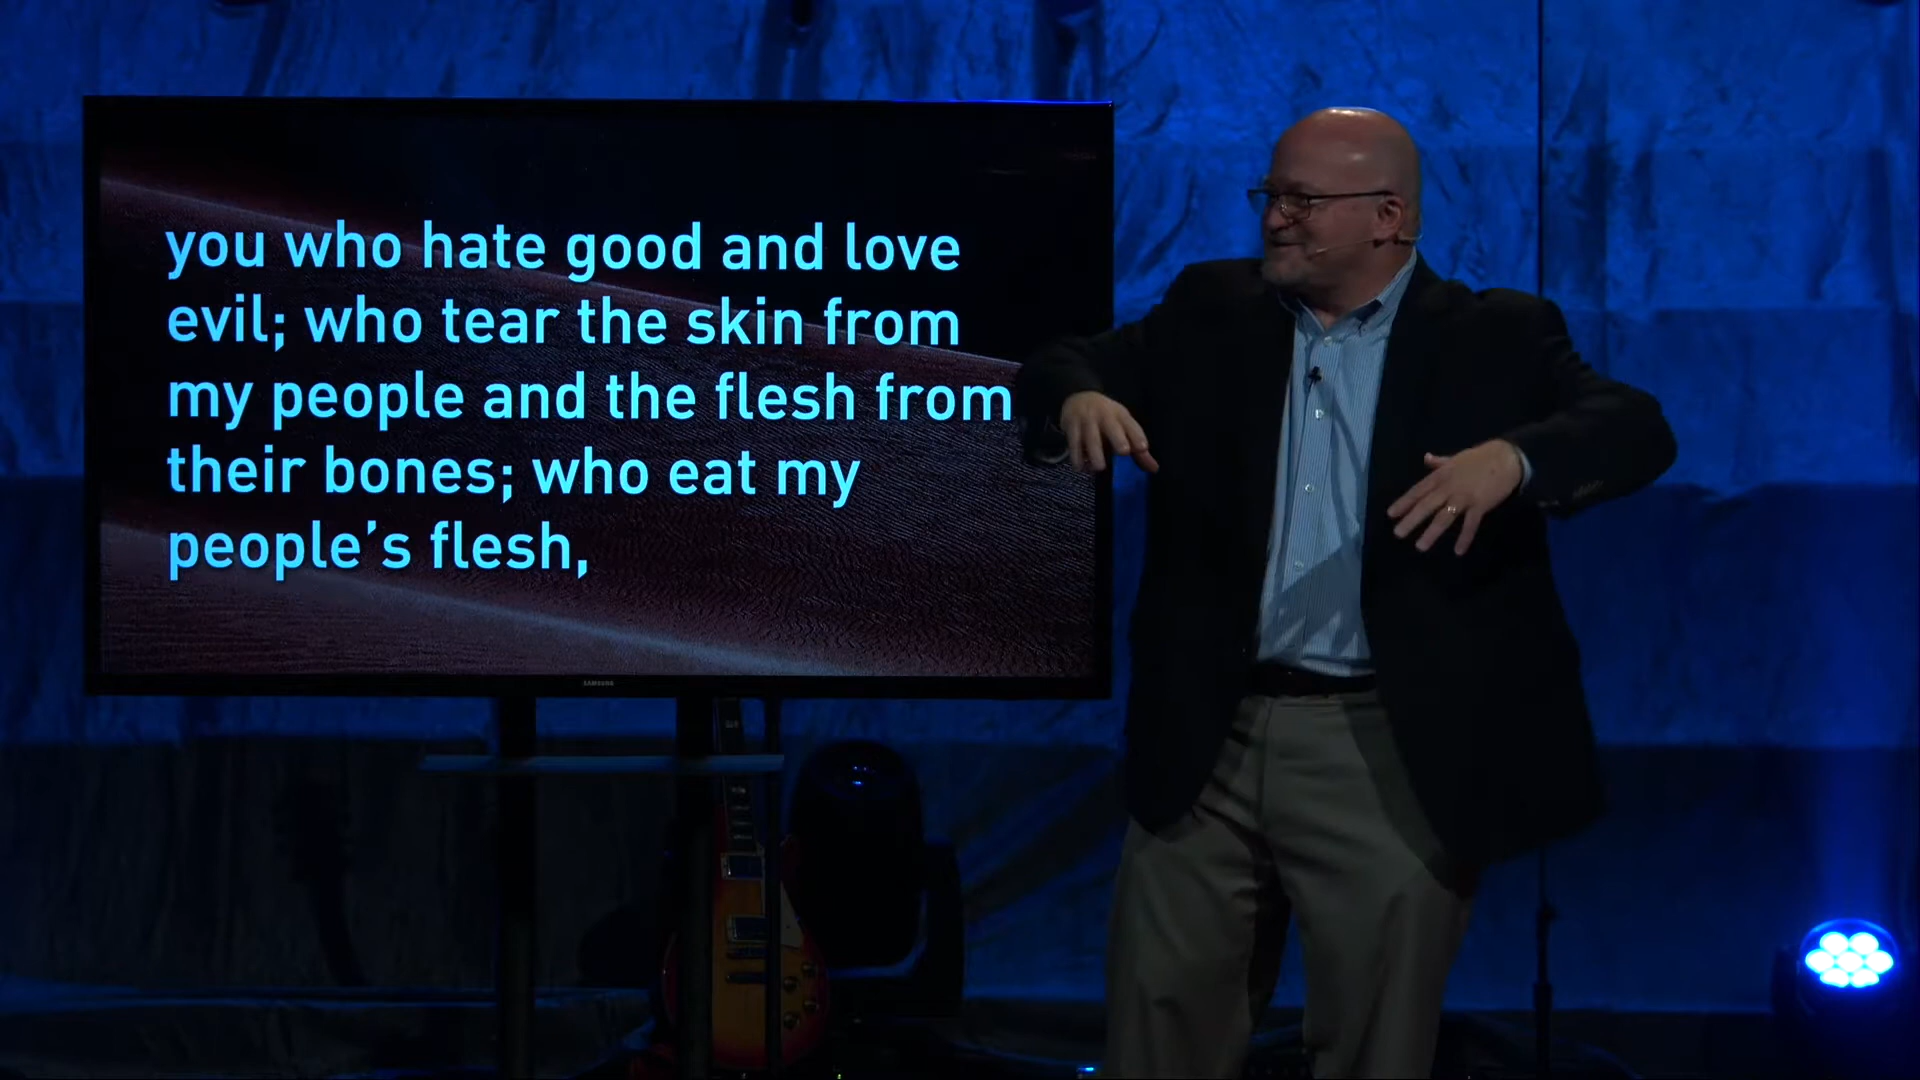 you who hate good and love
evil; who tear the skin from
my people and the flesh from
their bones; who eat my
people’s flesh,
SAMSUNG